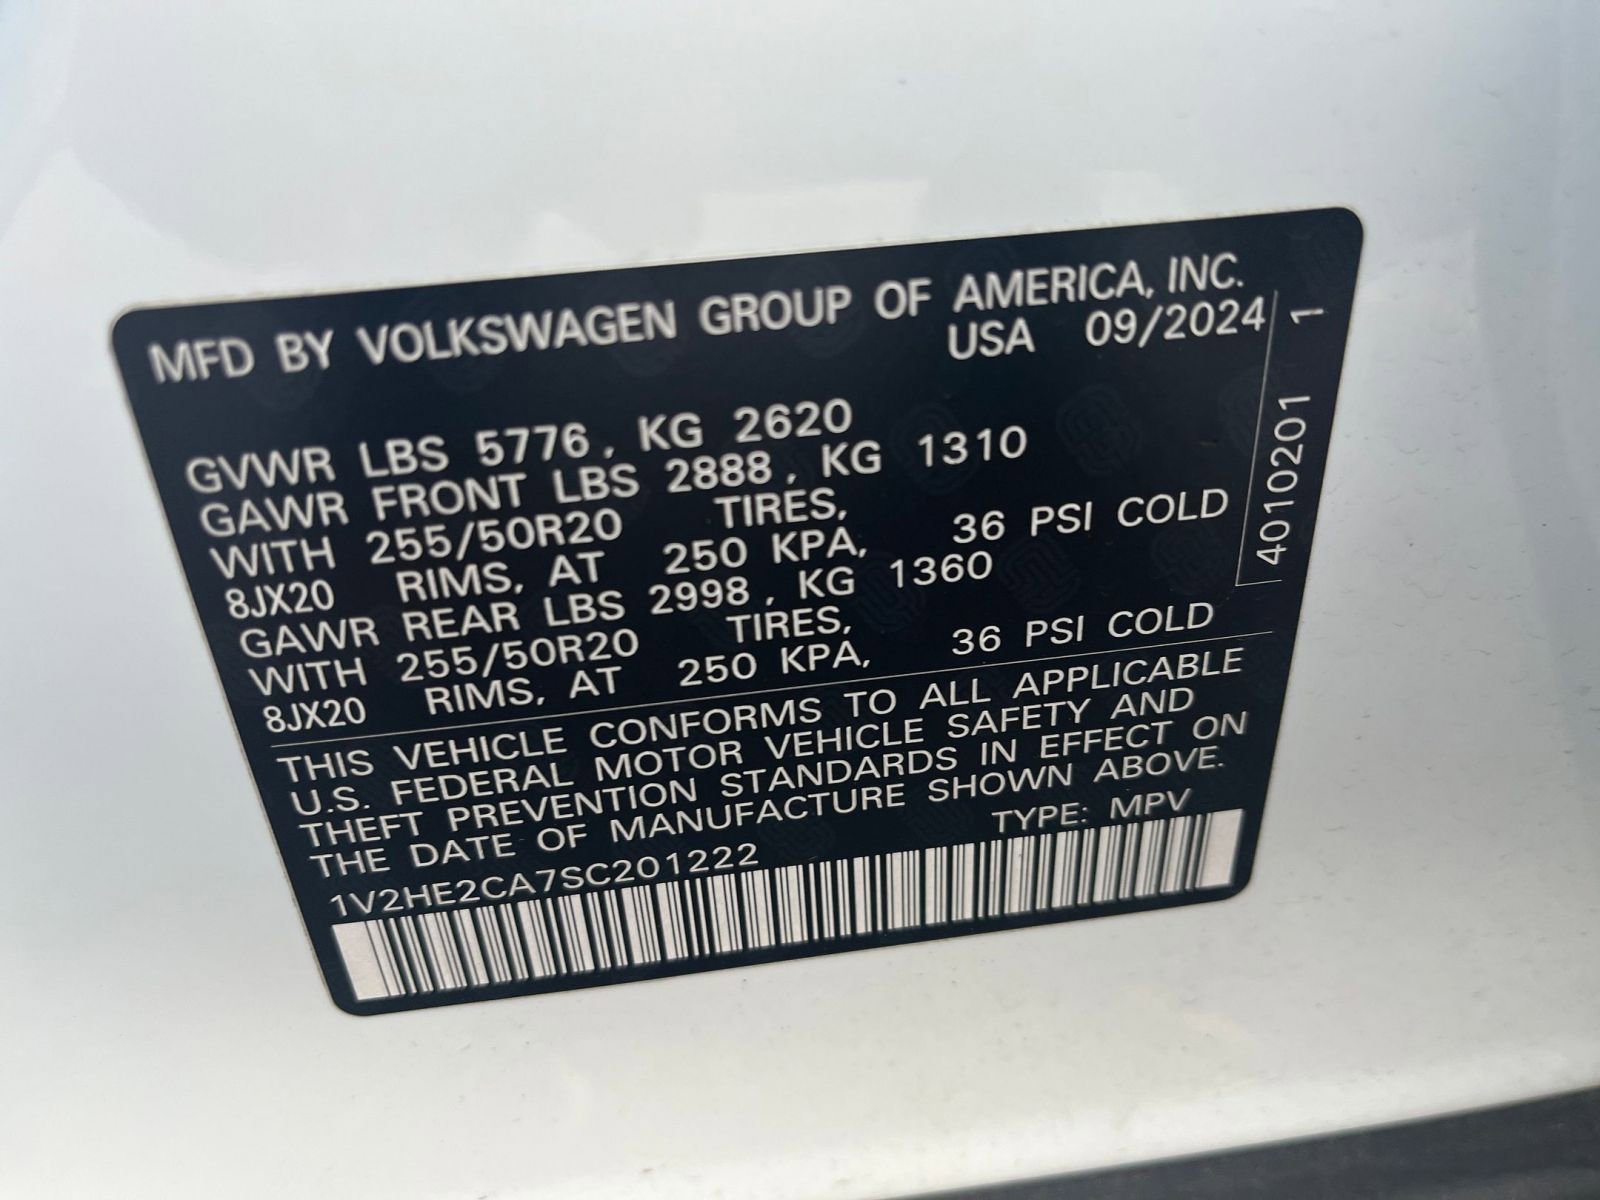 MFD BY VOLKSWAGEN GROUP OF AMERICA, INC.
USA 09/2024
GVWR LBS 5776, KG 2620
GAWR FRONT LBS 2888, KG 1310
WITH 255/50R20 TIRES,
8JX20 RIMS, AT 250 KPA, 36 PSI COLD
GAWR REAR LBS 2998, KG 1360
WITH 255/50R20 TIRES,
8JX20 RIMS, AT 250 KPA, 36 PSI COLD
THIS VEHICLE CONFORMS TO ALL APPLICABLE
U.S. FEDERAL MOTOR VEHICLE SAFETY AND
THEFT PREVENTION STANDARDS IN EFFECT ON
THE DATE OF MANUFACTURE SHOWN ABOVE.
1V2HE2CA7SC201222 TYPE: MPV
4010201 1